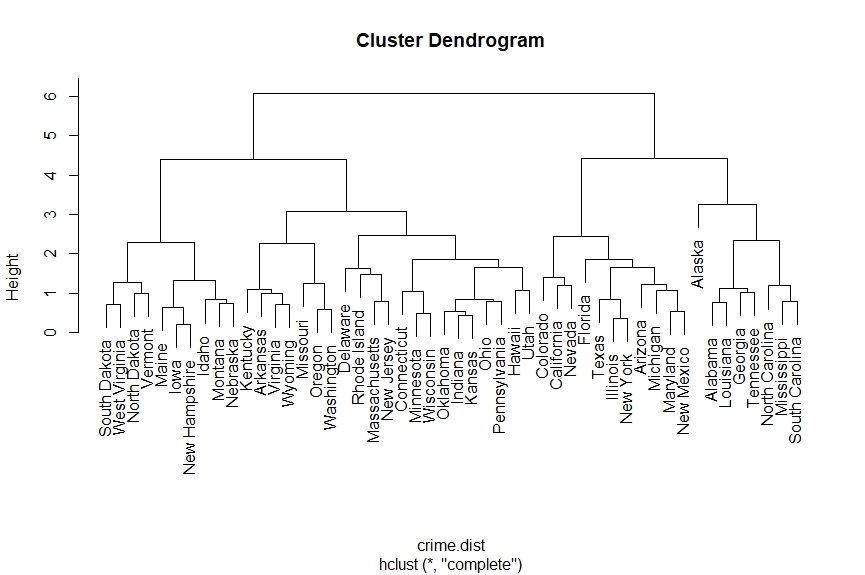 Cluster Dendrogram
Height
6
5
4
3
2
1
0
South Dakota
West Virginia
North Dakota
Vermont
Maine
Iowa
New Hampshire
Idaho
Montana
Nebraska
Kentucky
Arkansas
Virginia
Wyoming
Missouri
Oregon
Washington
Delaware
Rhode Island
Massachusetts
New Jersey
Connecticut
Minnesota
Wisconsin
Oklahoma
Indiana
Kansas
Ohio
Pennsylvania
Hawaii
Utah
Colorado
California
Nevada
Florida
Texas
Illinois
New York
Arizona
Michigan
Maryland
New Mexico
Alaska
Alabama
Louisiana
Georgia
Tennessee
North Carolina
Mississippi
South Carolina
crime.dist
hclust (*, "complete")